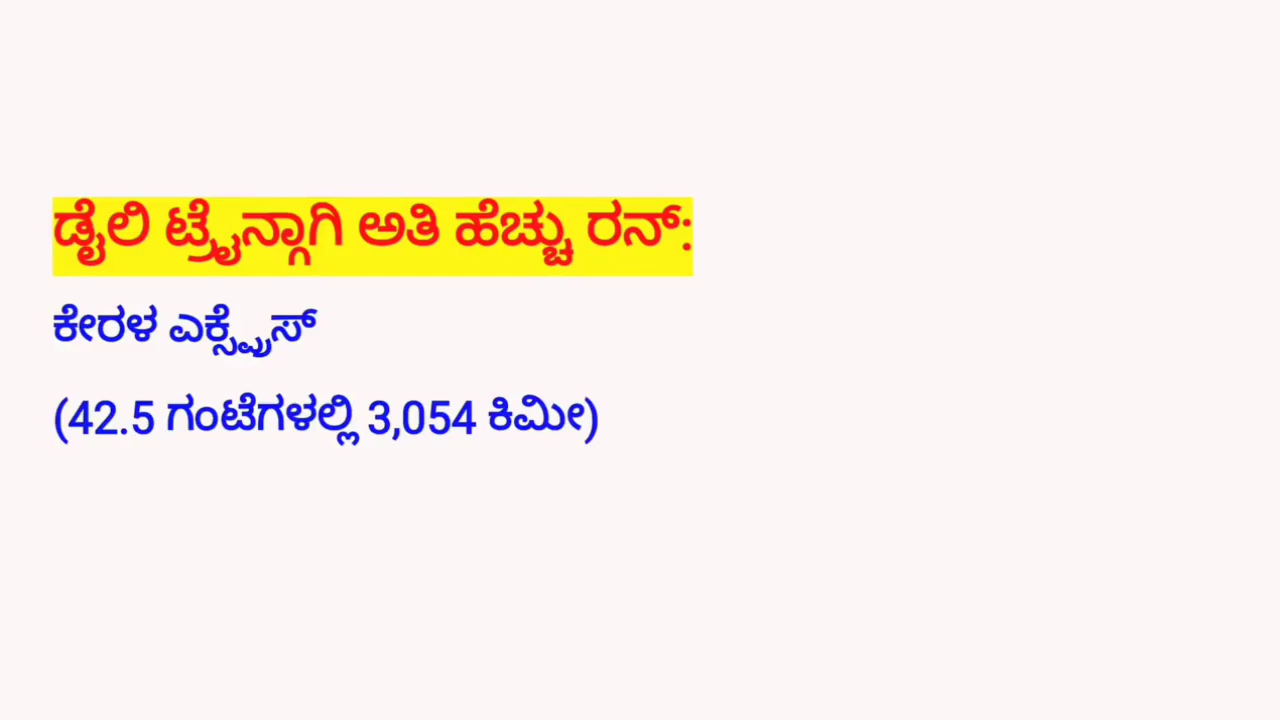 ಡೈಲಿ ಟ್ರೈನ್ಗಾಗಿ ಅತಿ ಹೆಚ್ಚು ರನ್:
ಕೇರಳ ಎಕ್ಸ್ಪ್ರೆಸ್
(42.5 ಗಂಟೆಗಳಲ್ಲಿ 3,054 ಕಿಮೀ)